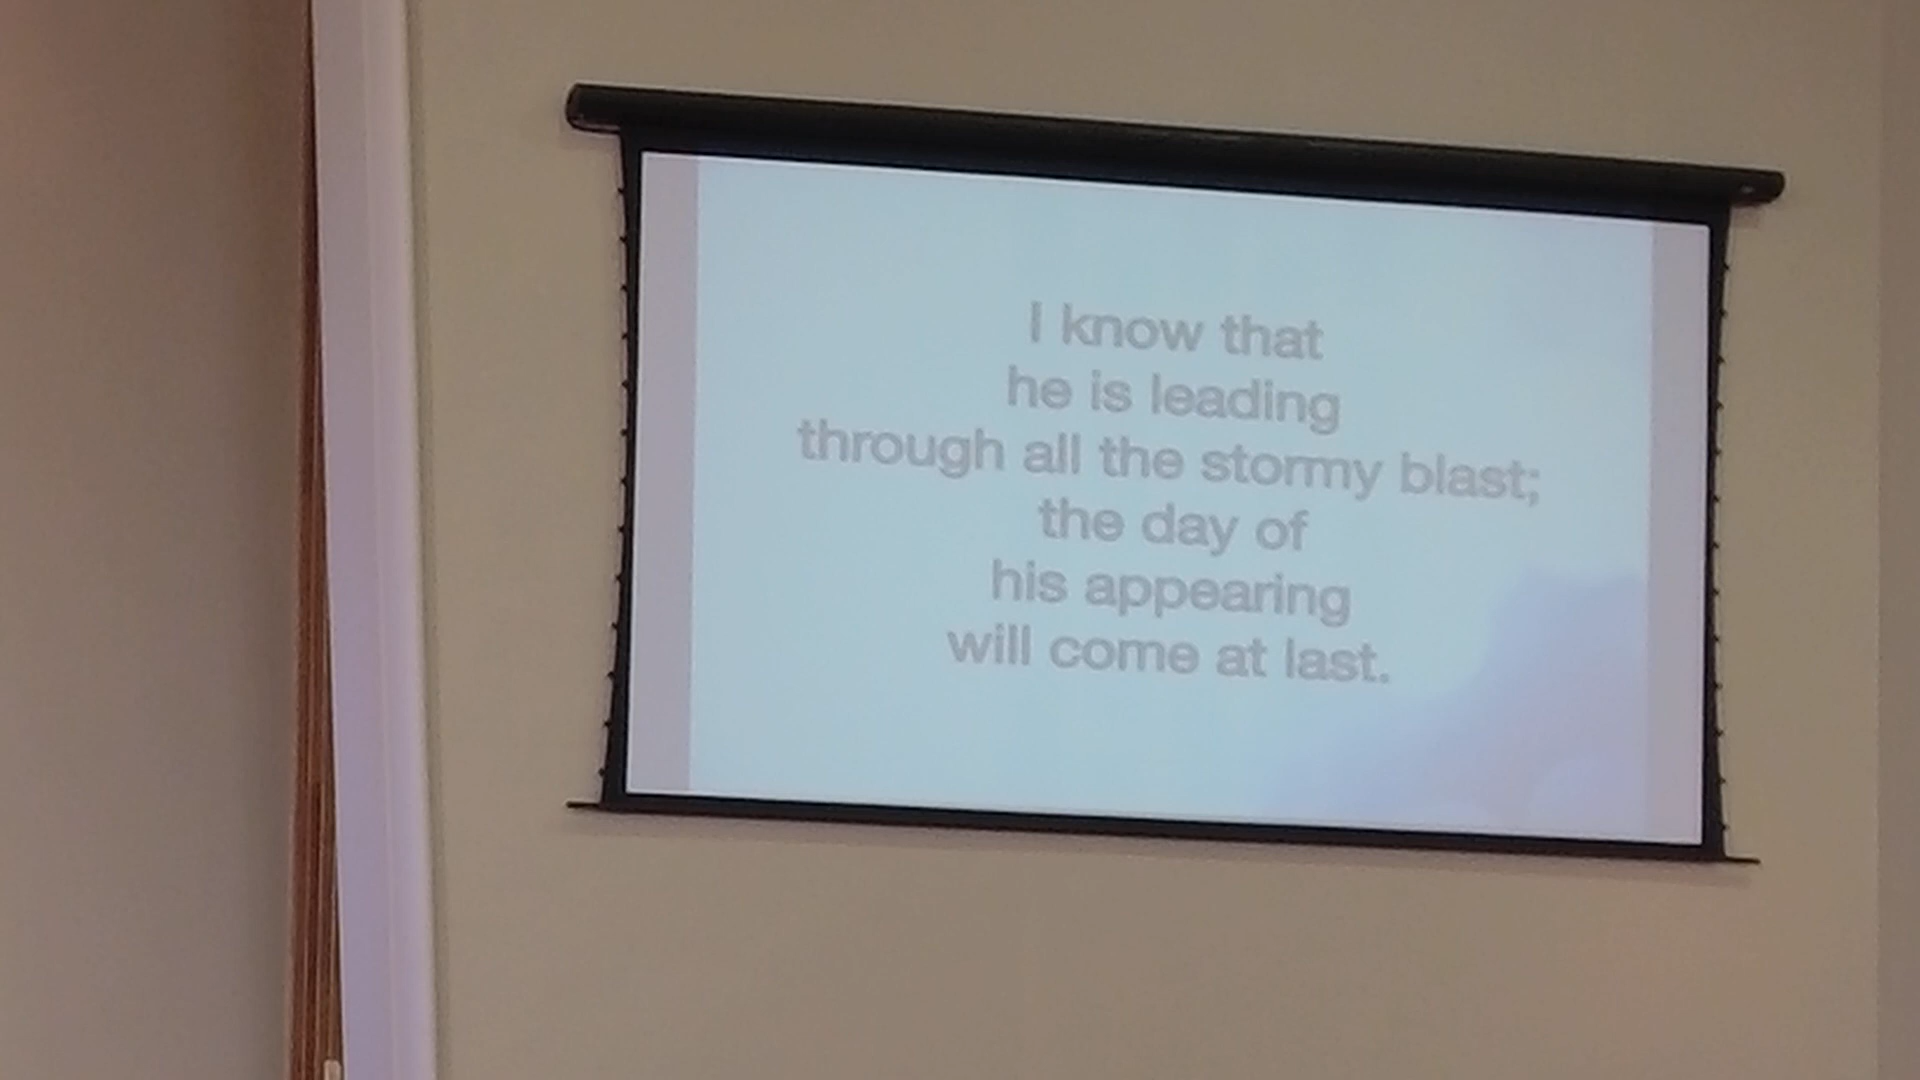 I know that
he is leading
through all the stormy blast;
the day of
his appearing
will come at last.